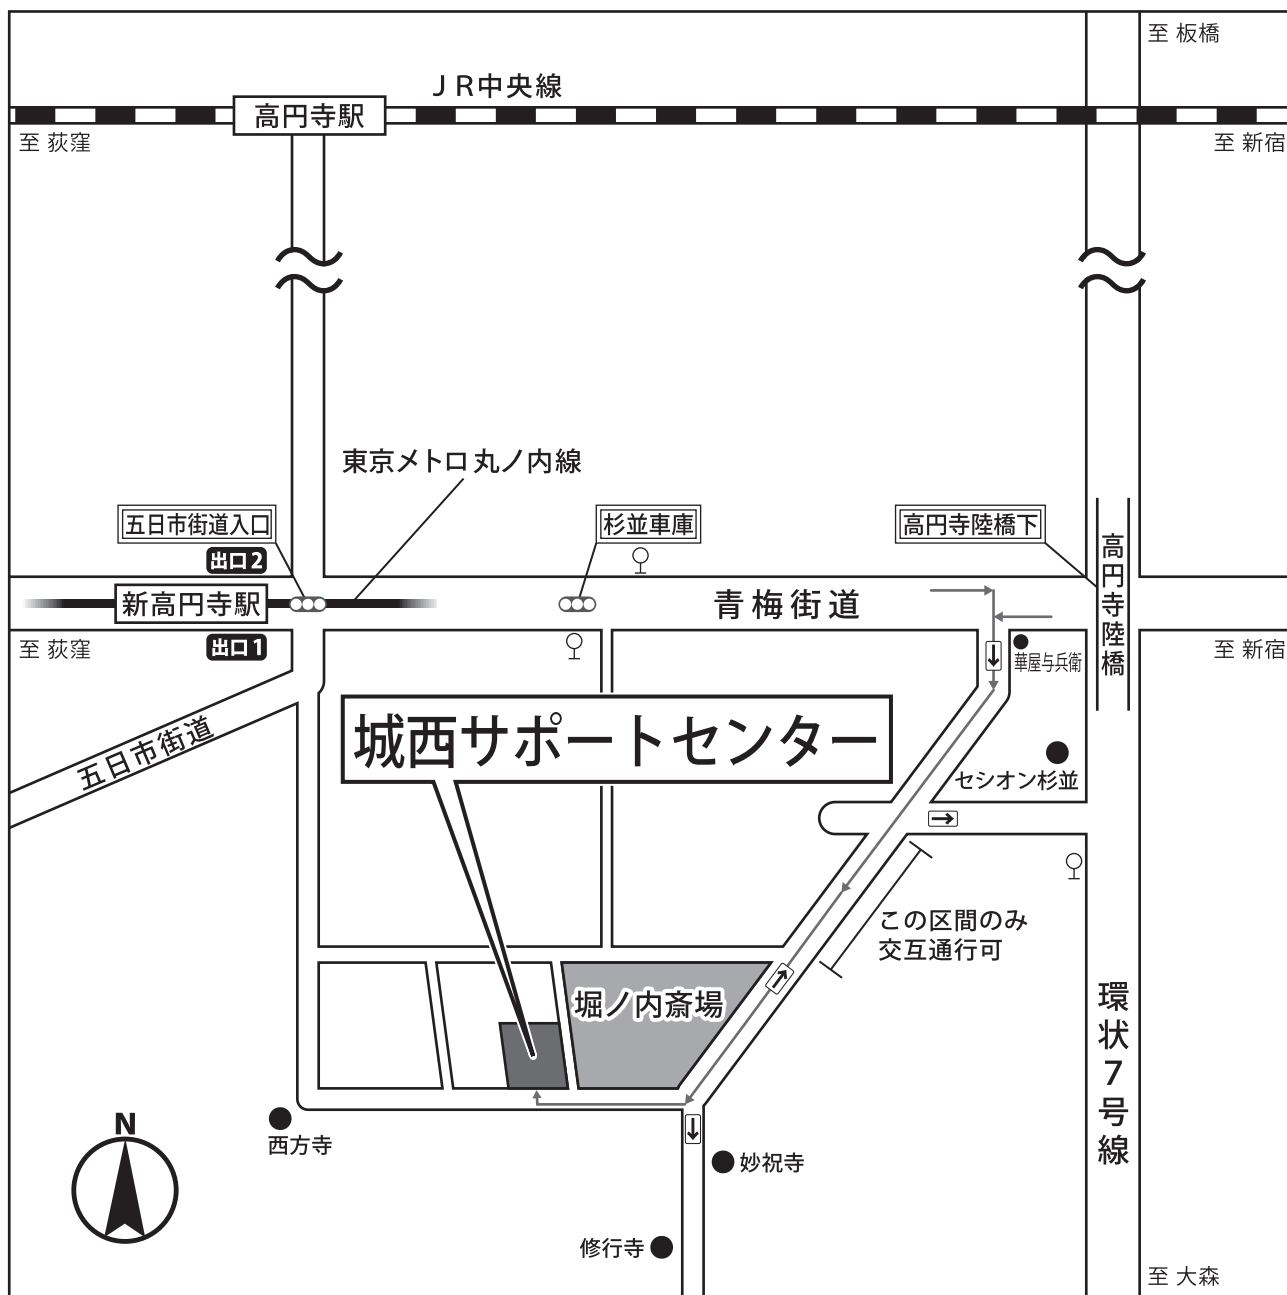 至 板橋
ＪＲ中央線
高円寺駅
至 荻窪
至 新宿
東京メトロ 丸ノ内線
五日市街道入口
杉並車庫
高円寺陸橋下
高円寺陸橋
出口2
新高円寺駅
青梅街道
出口1
至 荻窪
華屋与兵衛
至 新宿
五日市街道
城西サポートセンター
セシオン杉並
この区間のみ
交互通行可
堀ノ内斎場
環状7号線
N
西方寺
妙祝寺
修行寺
至 大森